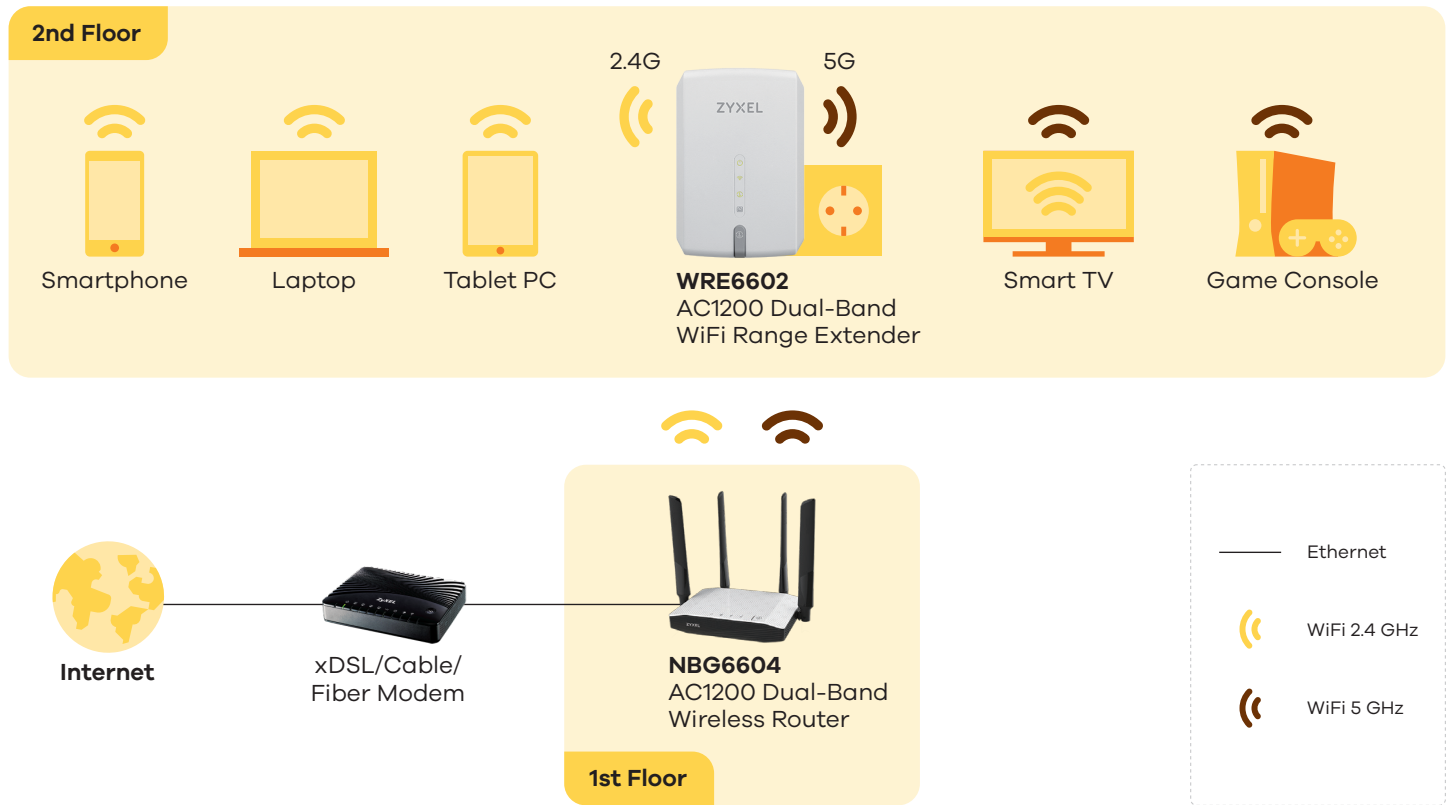 2nd Floor
2.4G
5G
ZYXEL
Smartphone
Laptop
Tablet PC
WRE6602
AC1200 Dual-Band
WiFi Range Extender
Smart TV
Game Console
Internet
ZyXEL
xDSL/Cable/
Fiber Modem
ZYXEL
NBG6604
AC1200 Dual-Band
Wireless Router
1st Floor
Ethernet
WiFi 2.4 GHz
WiFi 5 GHz